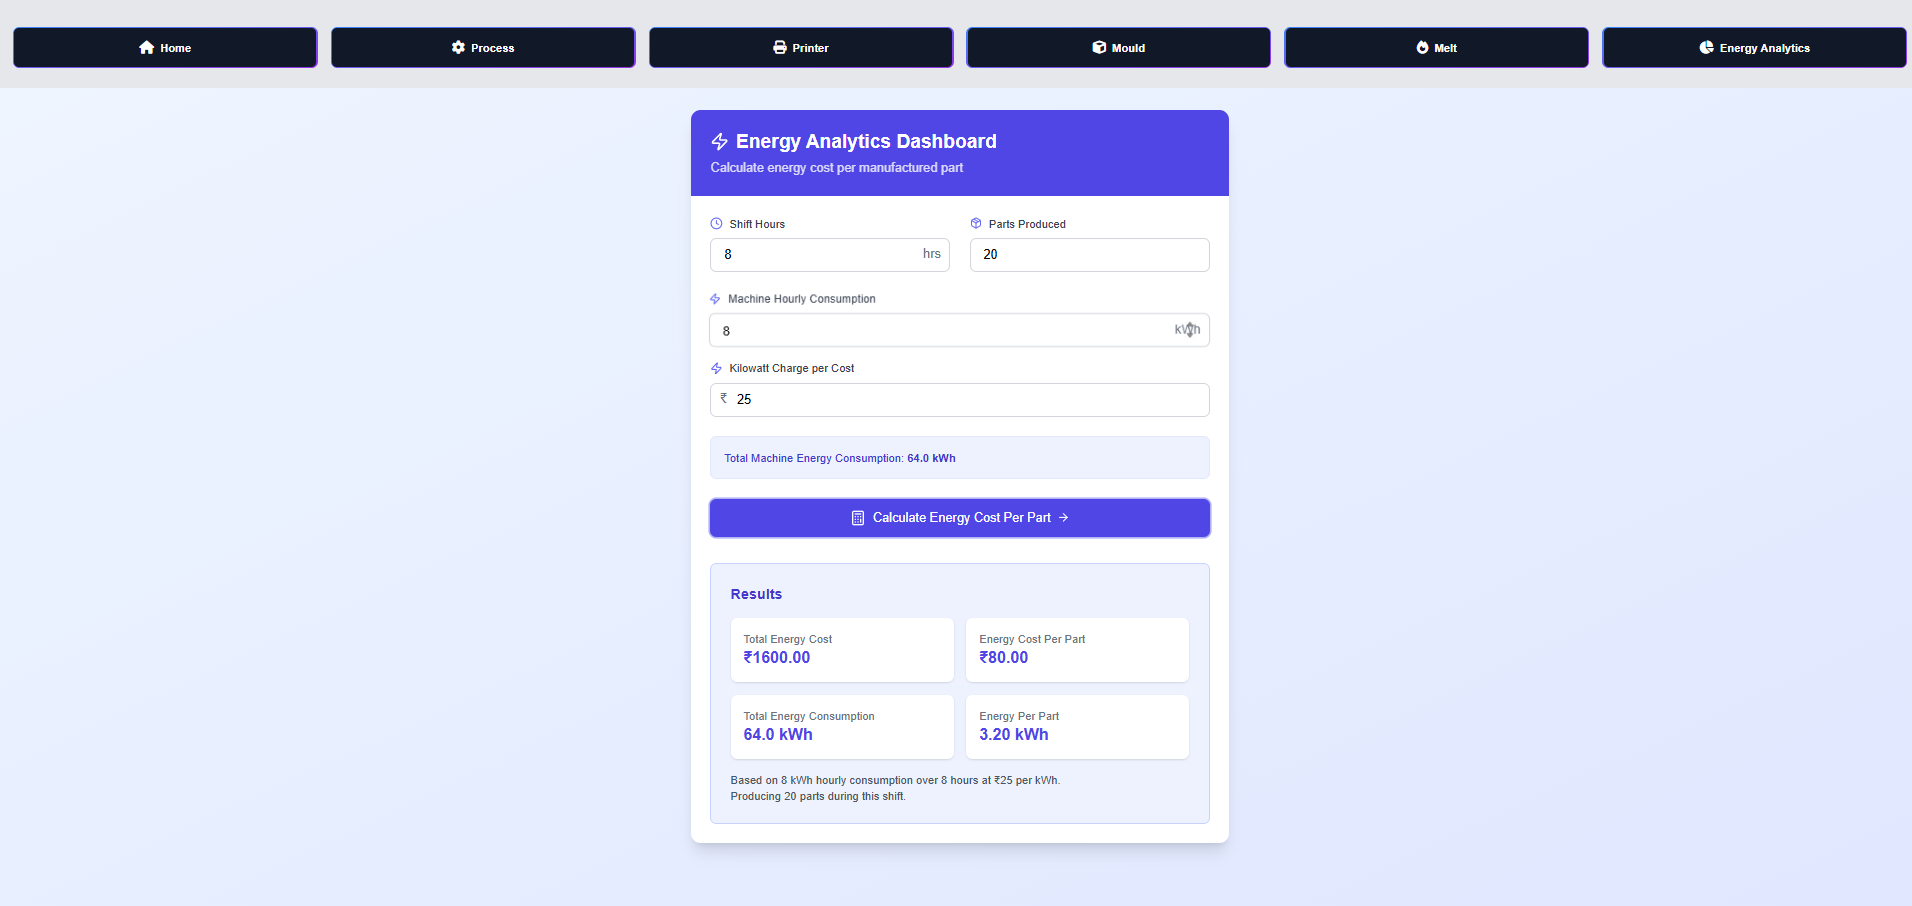 Home Process Printer Mould Melt Energy Analytics
Energy Analytics Dashboard
Calculate energy cost per manufactured part
Shift Hours Parts Produced
8 hrs 20
Machine Hourly Consumption
8 kWh
Kilowatt Charge per Cost
₹ 25
Total Machine Energy Consumption: 64.0 kWh
Calculate Energy Cost Per Part →
Results
Total Energy Cost Energy Cost Per Part
₹1600.00 ₹80.00
Total Energy Consumption Energy Per Part
64.0 kWh 3.20 kWh
Based on 8 kWh hourly consumption over 8 hours at ₹25 per kWh.
Producing 20 parts during this shift.